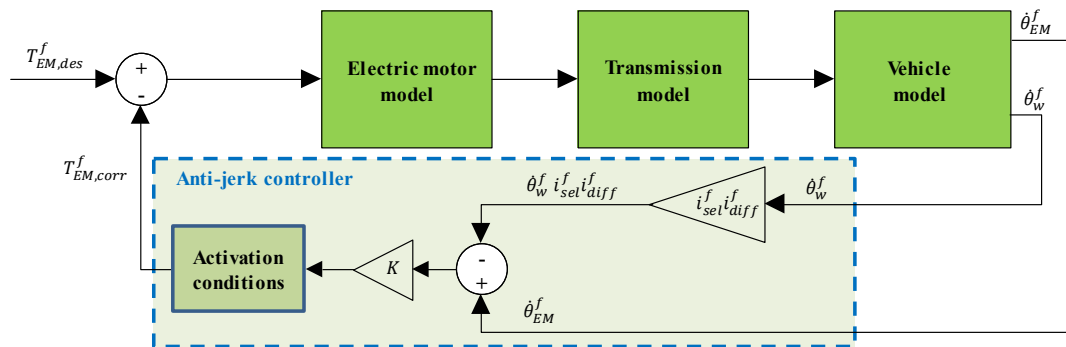 T^f_{EM,des}
+
-
Electric motor
model
Transmission
model
Vehicle
model
θ̇^f_{EM}
θ̇^f_w
T^f_{EM,corr}
Anti-jerk controller
θ̇^f_w i^f_{sel} i^f_{diff}
i^f_{sel} i^f_{diff}
θ̇^f_w
Activation
conditions
K
-
+
θ̇^f_{EM}